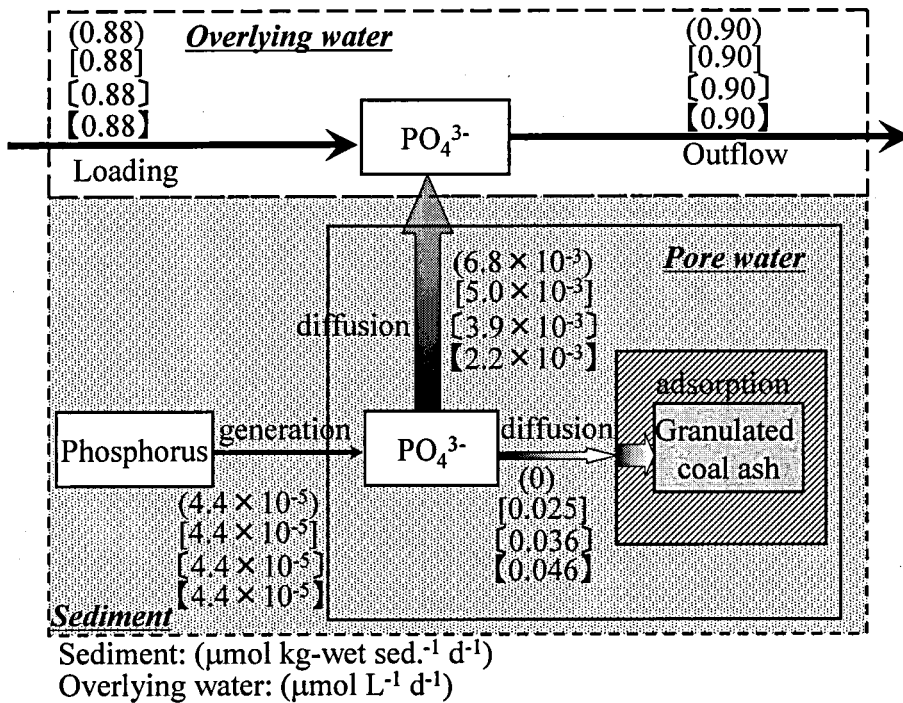 (0.88)
[0.88]
〔0.88〕
【0.88】
Overlying water
(0.90)
[0.90]
〔0.90〕
【0.90】
PO₄³⁻
Loading
Outflow
(6.8 × 10⁻³)
[5.0 × 10⁻³]
〔3.9 × 10⁻³〕
【2.2 × 10⁻³】
Pore water
diffusion
adsorption
Phosphorus
generation
PO₄³⁻
diffusion
Granulated
coal ash
(4.4 × 10⁻⁵)
[4.4 × 10⁻⁵]
〔4.4 × 10⁻⁵〕
【4.4 × 10⁻⁵】
(0)
[0.025]
〔0.036〕
【0.046】
Sediment
Sediment: (μmol kg-wet sed.⁻¹ d⁻¹)
Overlying water: (μmol L⁻¹ d⁻¹)